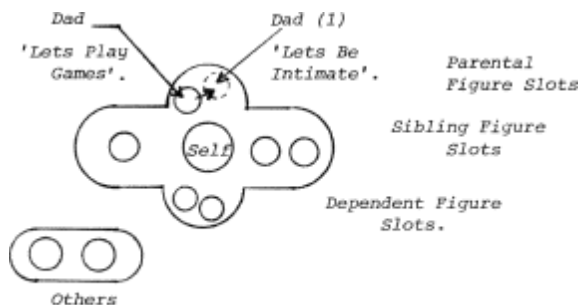 Dad
Dad (1)
'Lets Play
Games'.
'Lets Be
Intimate'.
Parental
Figure Slots
Sibling Figure
Slots
Self
Dependent Figure
Slots.
Others